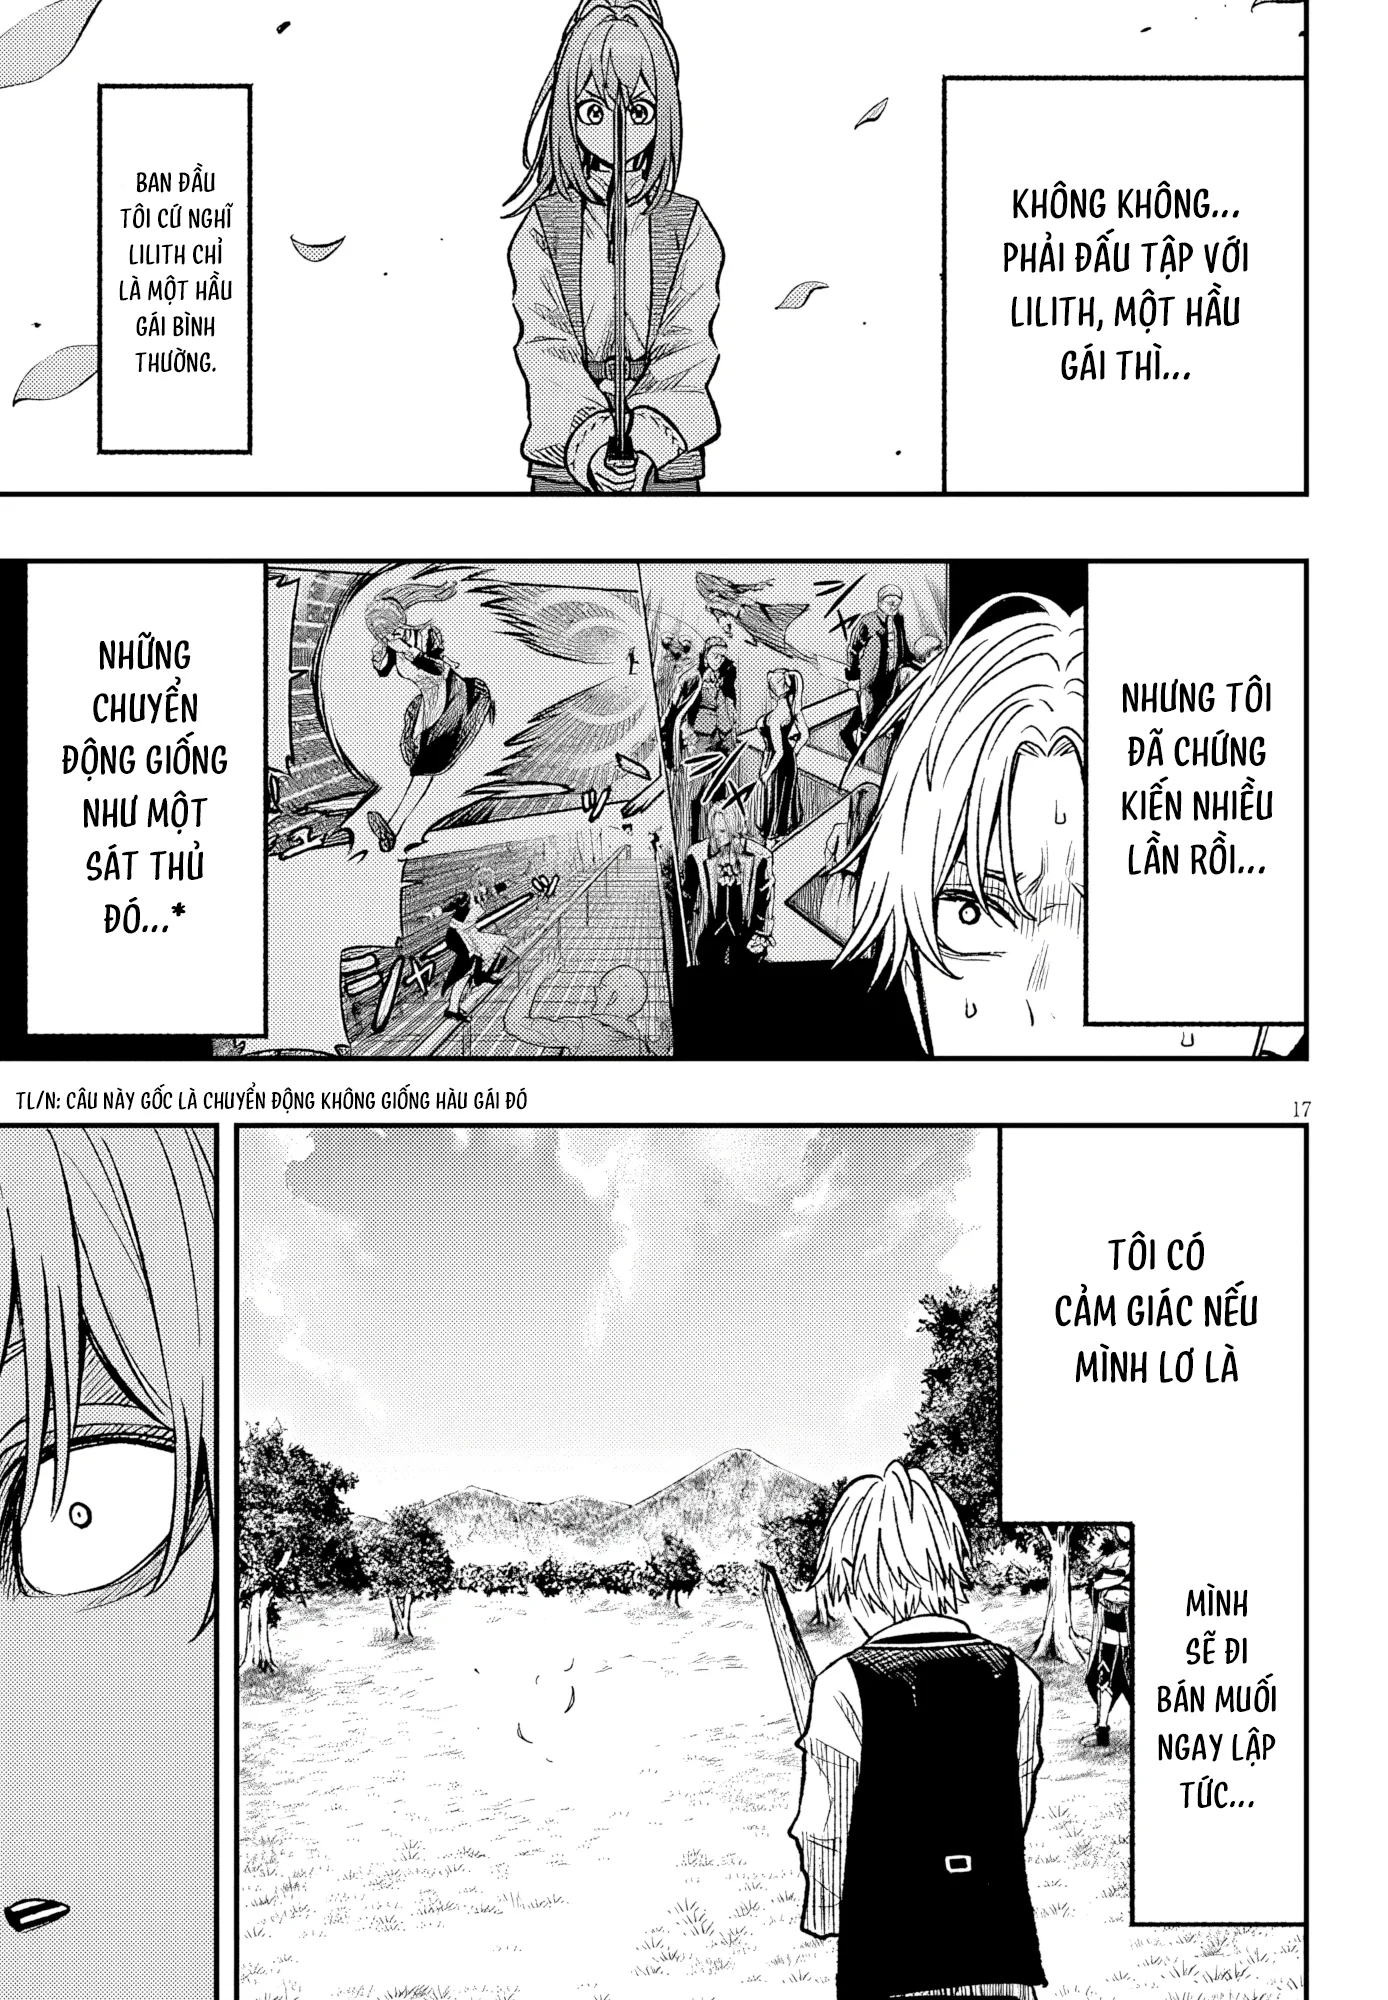 KHÔNG KHÔNG...
PHẢI ĐẤU TẬP VỚI
LILITH, MỘT HẦU
GÁI THÌ...
BAN ĐẦU
TÔI CỨ NGHĨ
LILITH CHỈ
LÀ MỘT HẦU
GÁI BÌNH
THƯỜNG.
NHƯNG TÔI
ĐÃ CHỨNG
KIẾN NHIỀU
LẦN RỒI...
NHỮNG
CHUYỂN
ĐỘNG GIỐNG
NHƯ MỘT
SÁT THỦ
ĐÓ...*
TL/N: CÂU NÀY GỐC LÀ CHUYỂN ĐỘNG KHÔNG GIỐNG HÀU GÁI ĐÓ
17
TÔI CÓ
CẢM GIÁC NẾU
MÌNH LƠ LÀ
MÌNH
SẼ ĐI
BÁN MUỐI
NGAY LẬP
TỨC...